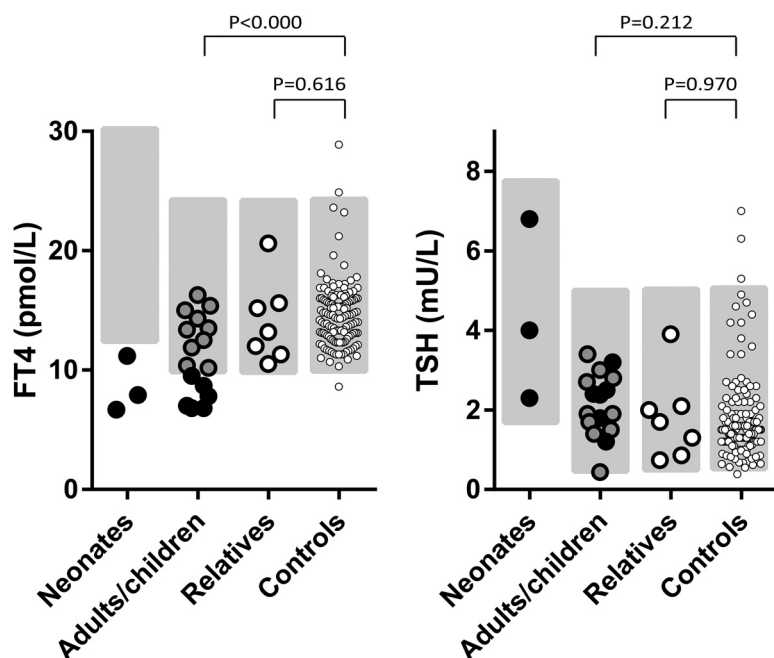 P<0.000
P=0.616
FT4 (pmol/L)
30
20
10
0
Neonates
Adults/children
Relatives
Controls
P=0.212
P=0.970
TSH (mU/L)
8
6
4
2
0
Neonates
Adults/children
Relatives
Controls